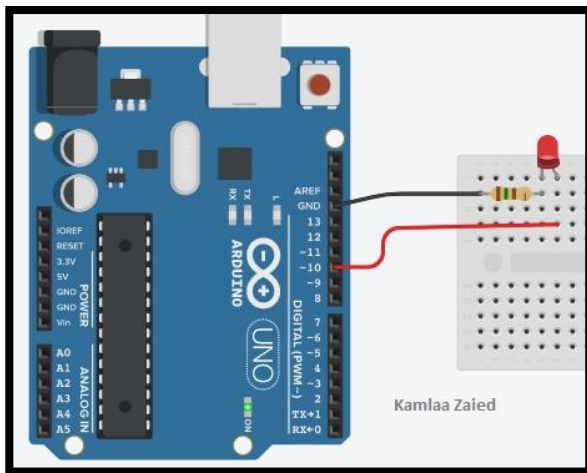 AREF
GND
13
12
~11
~10
~9
8
7
~6
~5
4
~3
2
TX→1
RX←0
DIGITAL (PWM~)
RX
TX
L
ARDUINO
UNO
ON
IOREF
RESET
3.3V
5V
GND
GND
Vin
POWER
A0
A1
A2
A3
A4
A5
ANALOG IN
Kamlaa Zaied